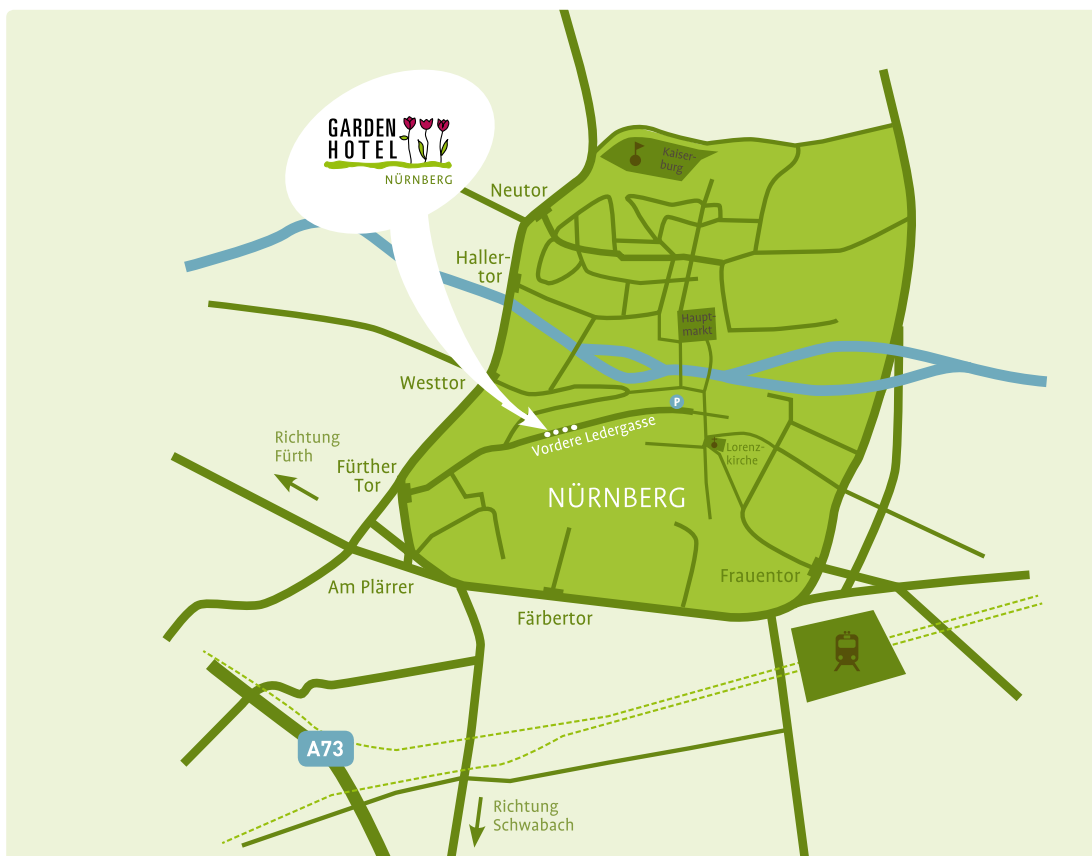 GARDEN
HOTEL
NÜRNBERG
Kaiser-
burg
Neutor
Haller-
tor
Haupt-
markt
Westtor
P
Vordere Ledergasse
Lorenz-
kirche
Richtung
Fürth
Fürther
Tor
NÜRNBERG
Am Plärrer
Frauentor
Färbertor
A73
Richtung
Schwabach